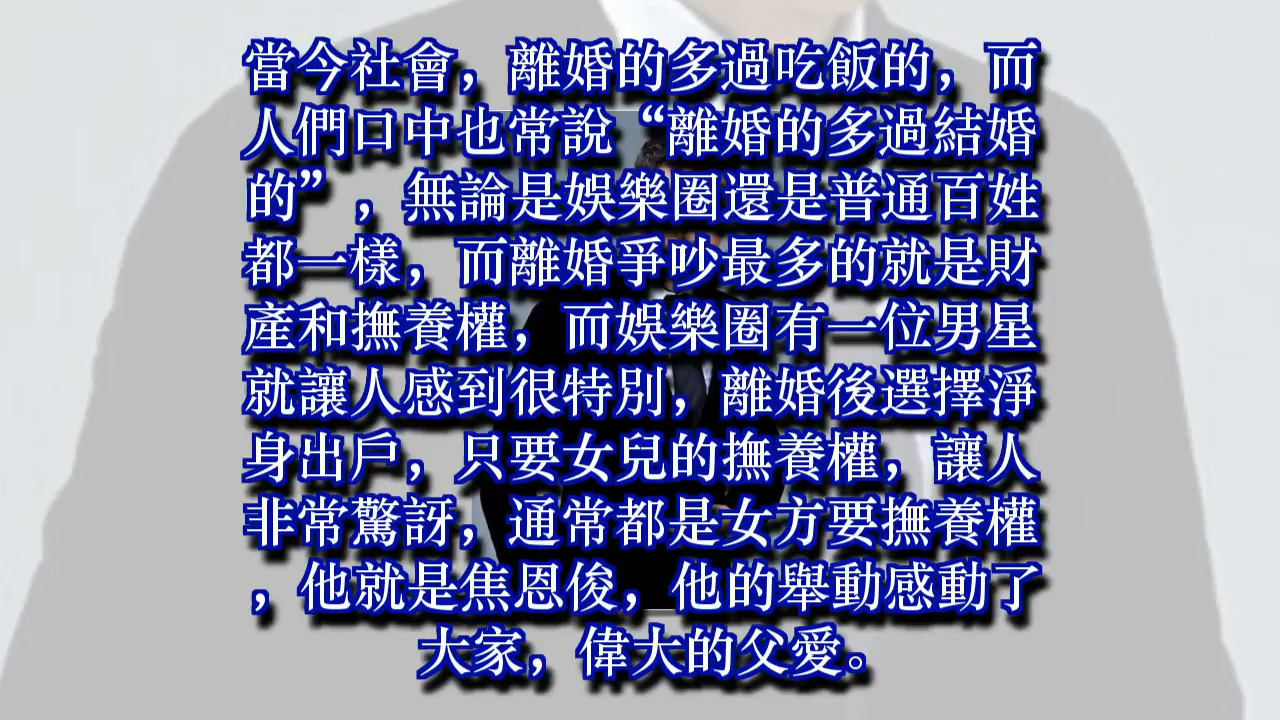 當今社會，離婚的多過吃飯的，而
人們口中也常說“離婚的多過結婚
的”，無論是娛樂圈還是普通百姓
都一樣，而離婚爭吵最多的就是財
產和撫養權，而娛樂圈有一位男星
就讓人感到很特別，離婚後選擇淨
身出戶，只要女兒的撫養權，讓人
非常驚訝，通常都是女方要撫養權
，他就是焦恩俊，他的舉動感動了
大家，偉大的父愛。